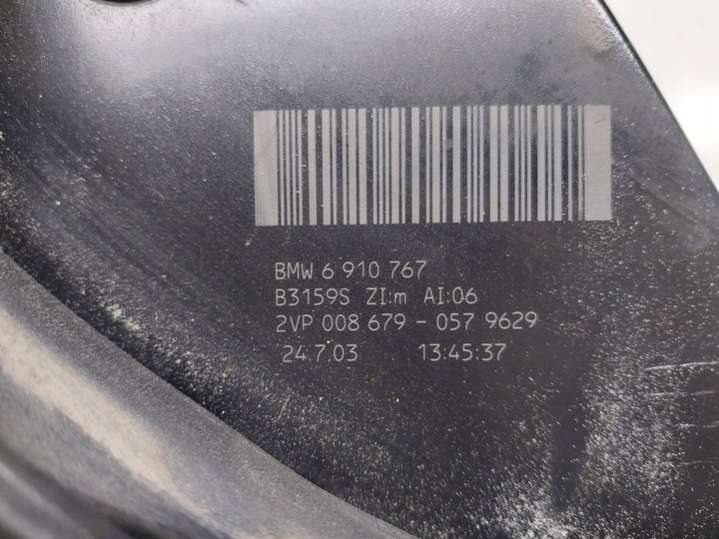 BMW 6 910 767
B3159S ZI:m AI:06
2VP 008 679 - 057 9629
24.7.03 13:45:37